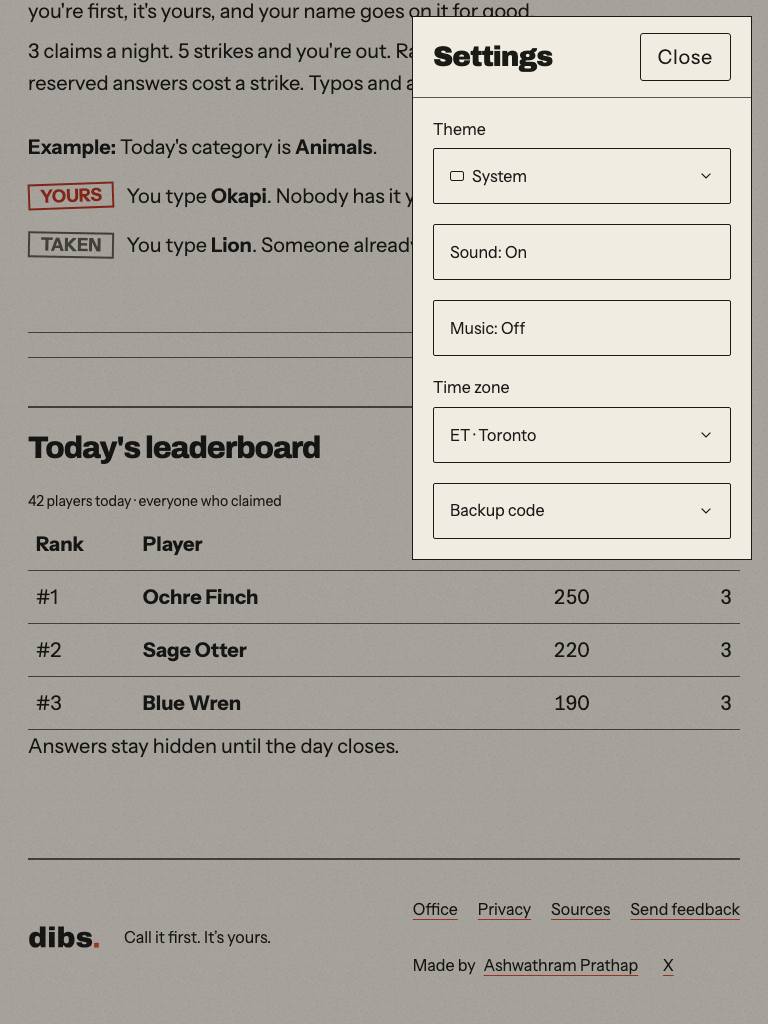 you're first, it's yours, and your name goes on it for good.
3 claims a night. 5 strikes and you're out.
reserved answers cost a strike. Typos and
Example: Today's category is Animals.
YOURS You type Okapi. Nobody has it
TAKEN You type Lion. Someone already
Settings Close
Theme
System
Sound: On
Music: Off
Time zone
ET · Toronto
Backup code
Today's leaderboard
42 players today · everyone who claimed
Rank Player
#1 Ochre Finch 250 3
#2 Sage Otter 220 3
#3 Blue Wren 190 3
Answers stay hidden until the day closes.
Office Privacy Sources Send feedback
dibs. Call it first. It's yours.
Made by Ashwathram Prathap X